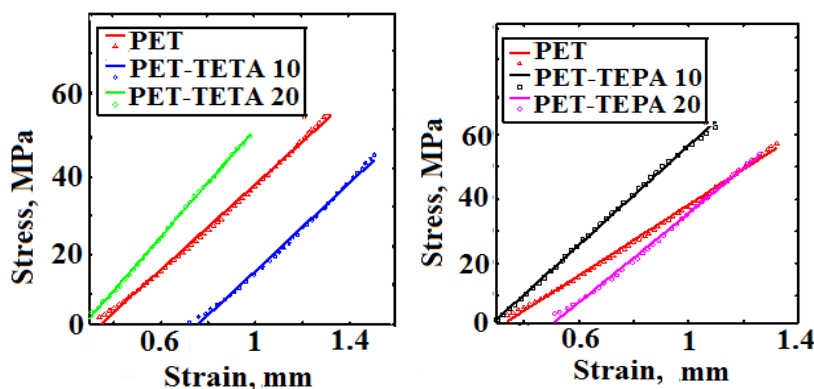 PET
PET-TETA 10
PET-TETA 20
Stress, MPa
60
40
20
0
0.6
1
1.4
Strain, mm
PET
PET-TEPA 10
PET-TEPA 20
Stress, MPa
60
40
20
0
0.6
1
1.4
Strain, mm